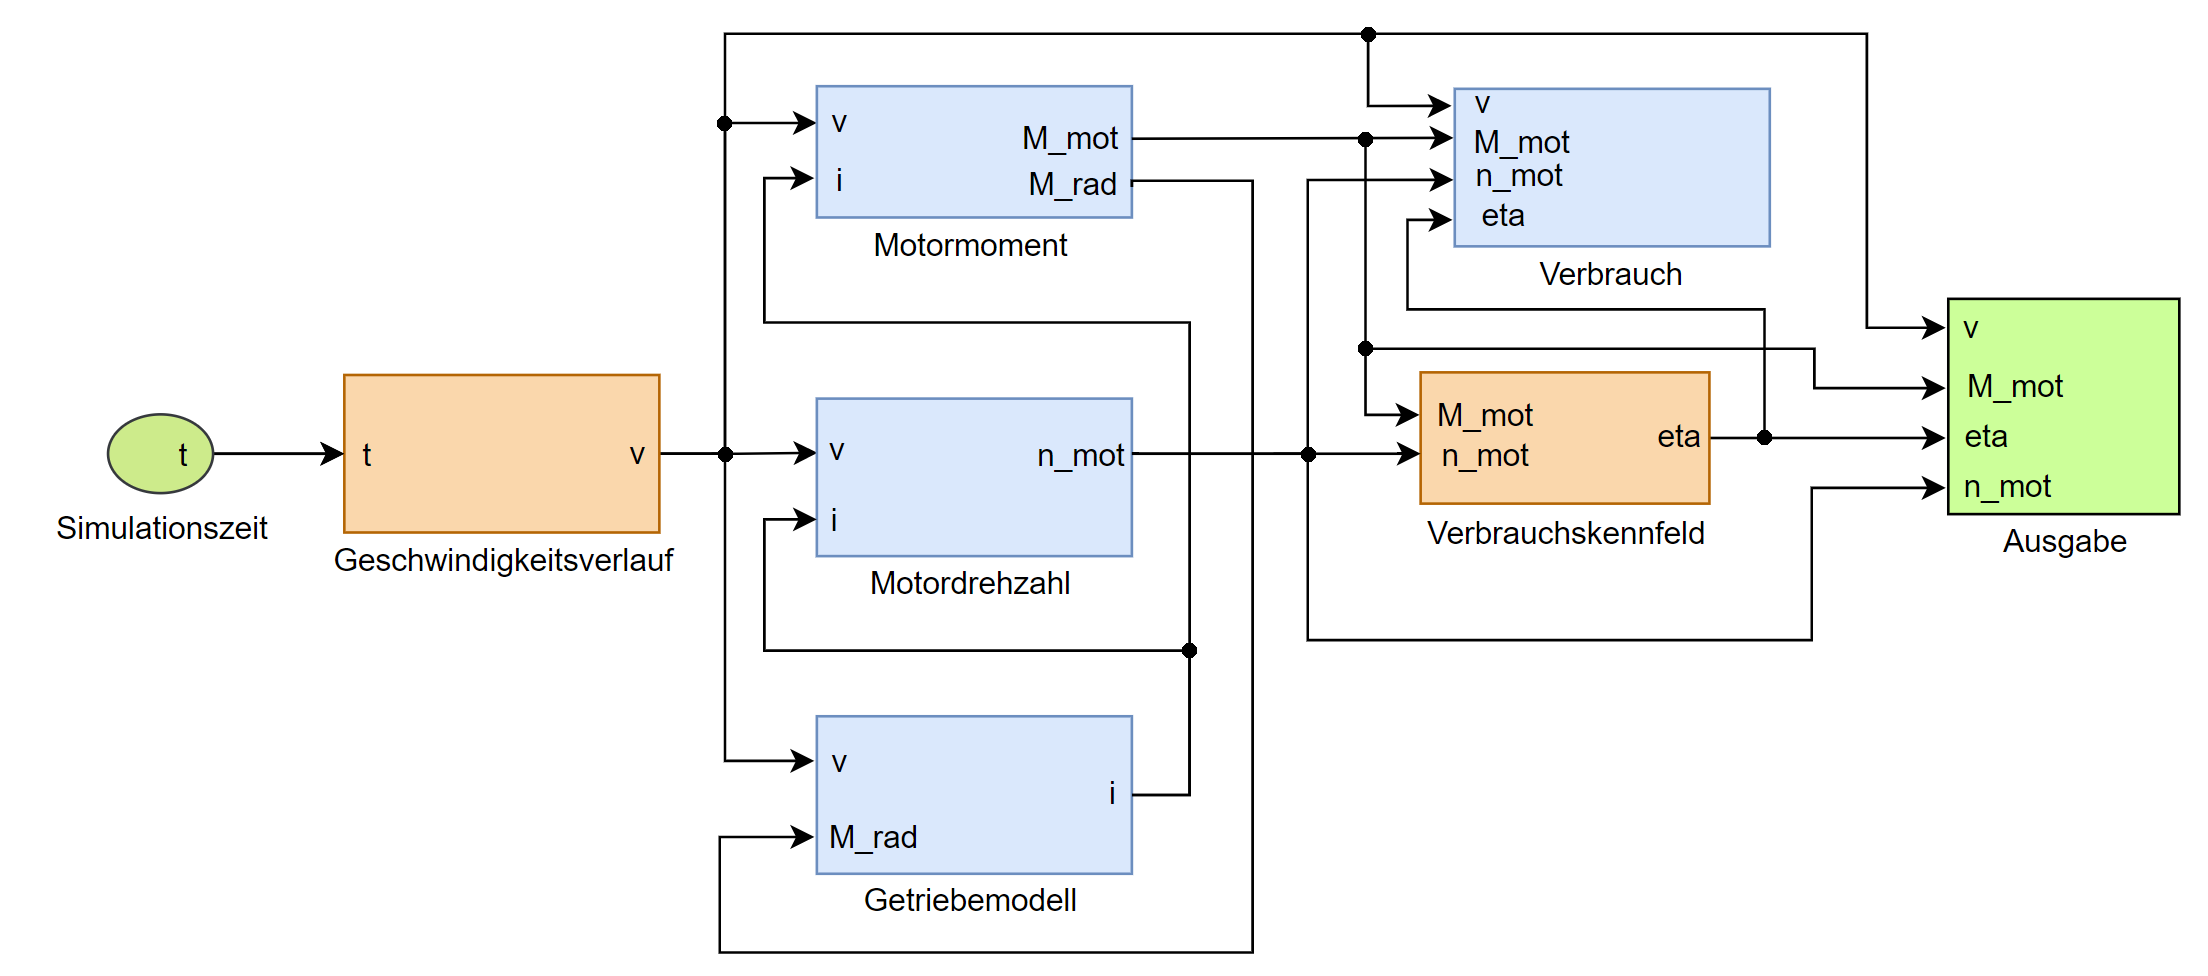 t
Simulationszeit
t
v
Geschwindigkeitsverlauf
v
i
M_mot
M_rad
Motormoment
v
i
n_mot
Motordrehzahl
v
M_rad
i
Getriebemodell
v
M_mot
n_mot
eta
Verbrauch
M_mot
n_mot
eta
Verbrauchskennfeld
v
M_mot
eta
n_mot
Ausgabe